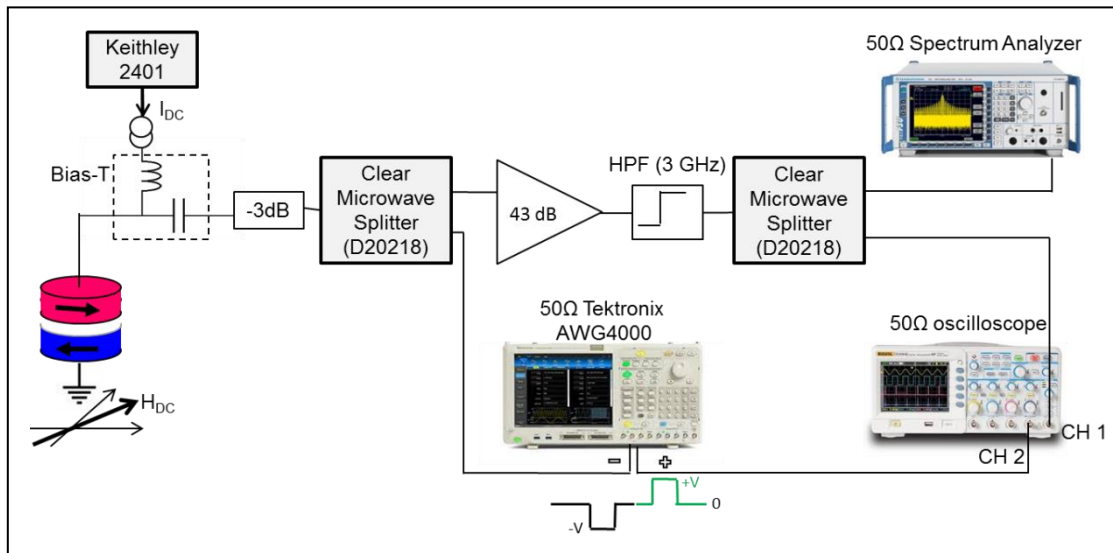 Keithley
2401
I_DC
Bias-T
-3dB
Clear
Microwave
Splitter
(D20218)
43 dB
HPF (3 GHz)
Clear
Microwave
Splitter
(D20218)
50Ω Spectrum Analyzer
50Ω Tektronix
AWG4000
50Ω oscilloscope
H_DC
CH 1
CH 2
- +
+V
0
-V